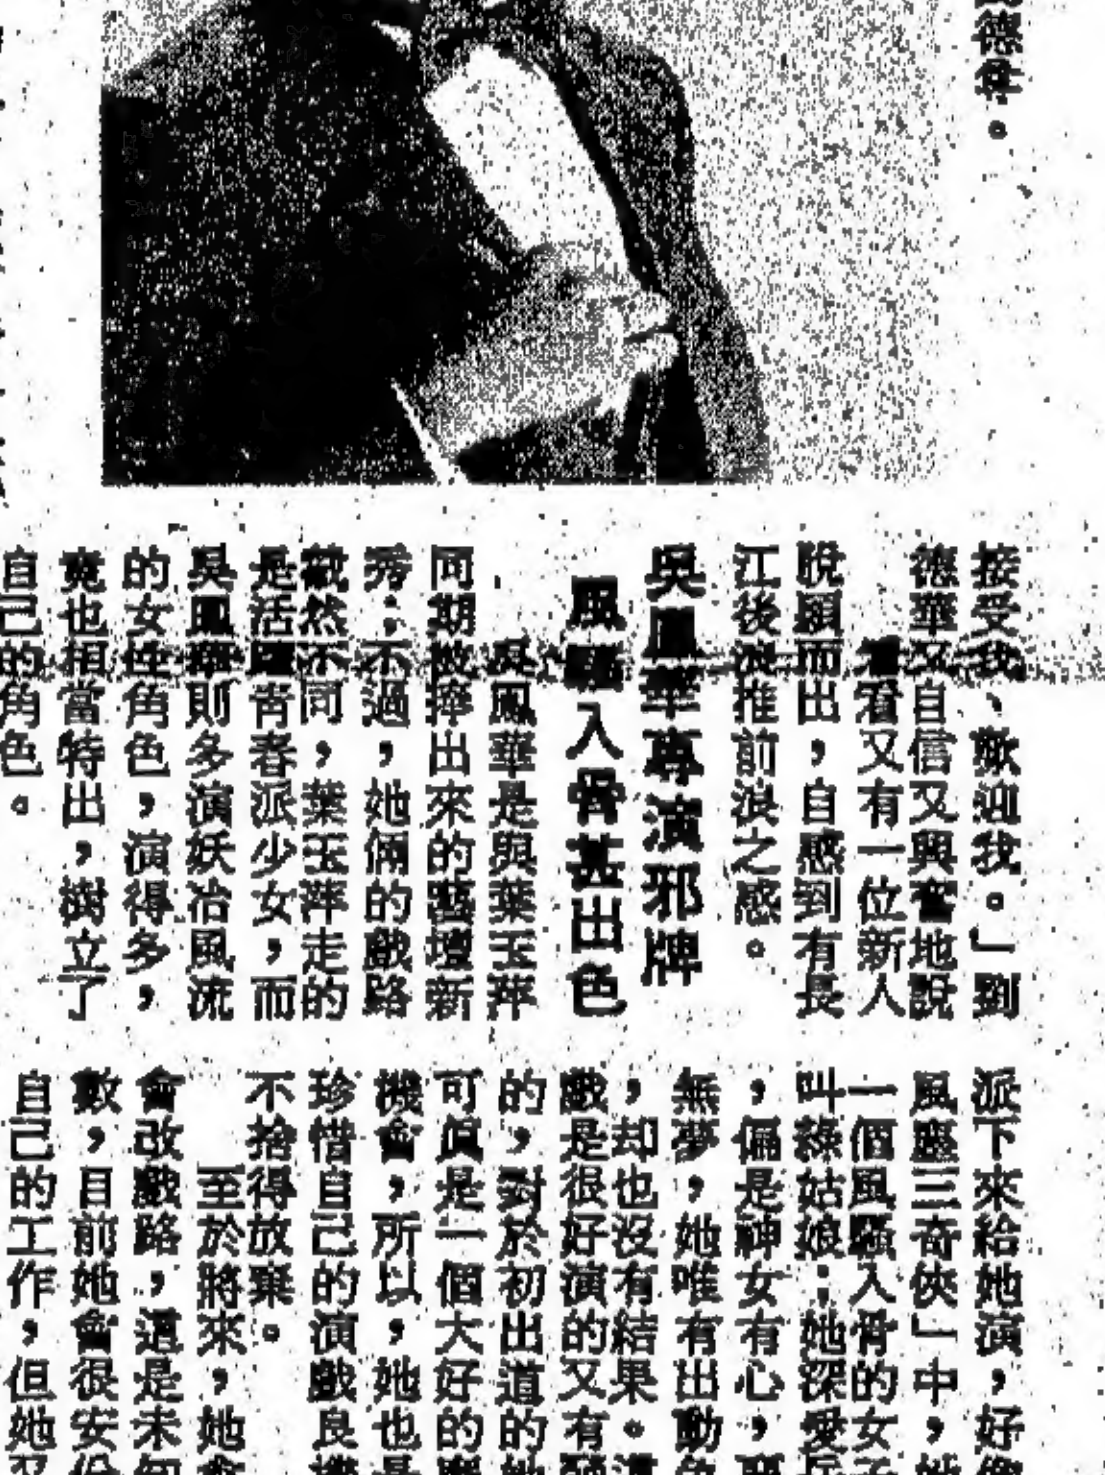 德華。
接受我、歡迎我。」劉
德華又自信又興奮地說
看又有一位新人
脫穎而出，自感到有長
江後浪推前浪之感。
吳鳳華專演邪牌
風騷入骨甚出色
吳鳳華是與葉玉萍
同期擦出來的藝壇新
秀；不過，她倆的戲路
截然不同，葉玉萍走的
是活躍青春派少女，而
吳鳳華則多演妖冶風流
的女性角色，演得多，
竟也相當特出，樹立了
自己的角色。
派下來給她演，好像
風塵三奇俠」中，她
一個風騷入骨的女子
叫綠姑娘；她深愛
，偏是神女有心，
無夢，她唯有出動
，却也沒有結果。這
戲是很好演的又有
的，對於初出道的她
可真是一個大好的
機會，所以，她也是
珍惜自己的演戲良機
不捨得放棄。
至於將來，她會
會改戲路，這是未知
數，目前她會很安份
自己的工作，但她又